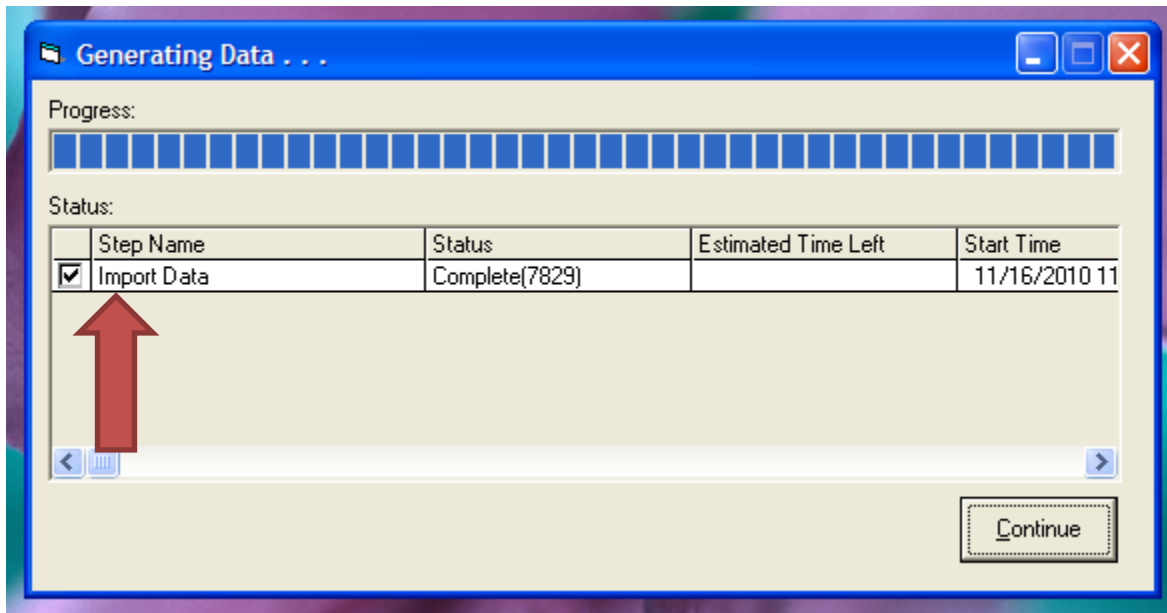 Generating Data . . .
Progress:
Status:
Step Name Status Estimated Time Left Start Time
Import Data Complete(7829) 11/16/2010 11
Continue